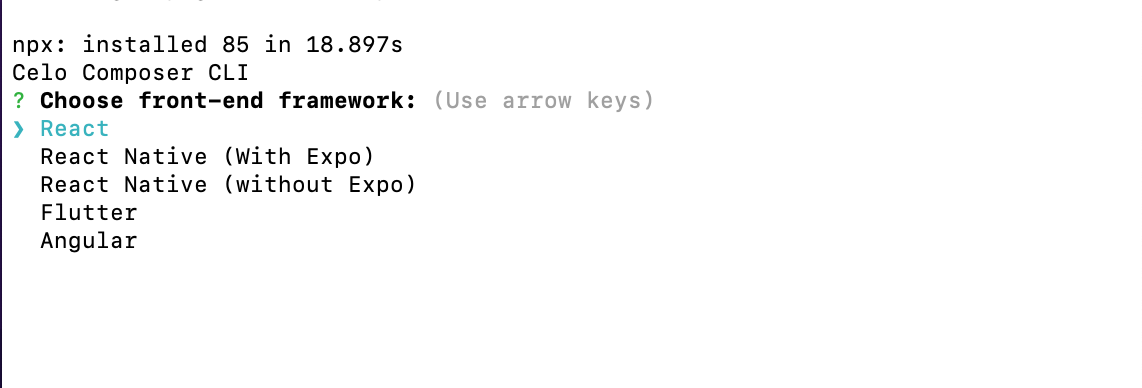 npx: installed 85 in 18.897s
Celo Composer CLI
? Choose front-end framework: (Use arrow keys)
❯ React
React Native (With Expo)
React Native (without Expo)
Flutter
Angular